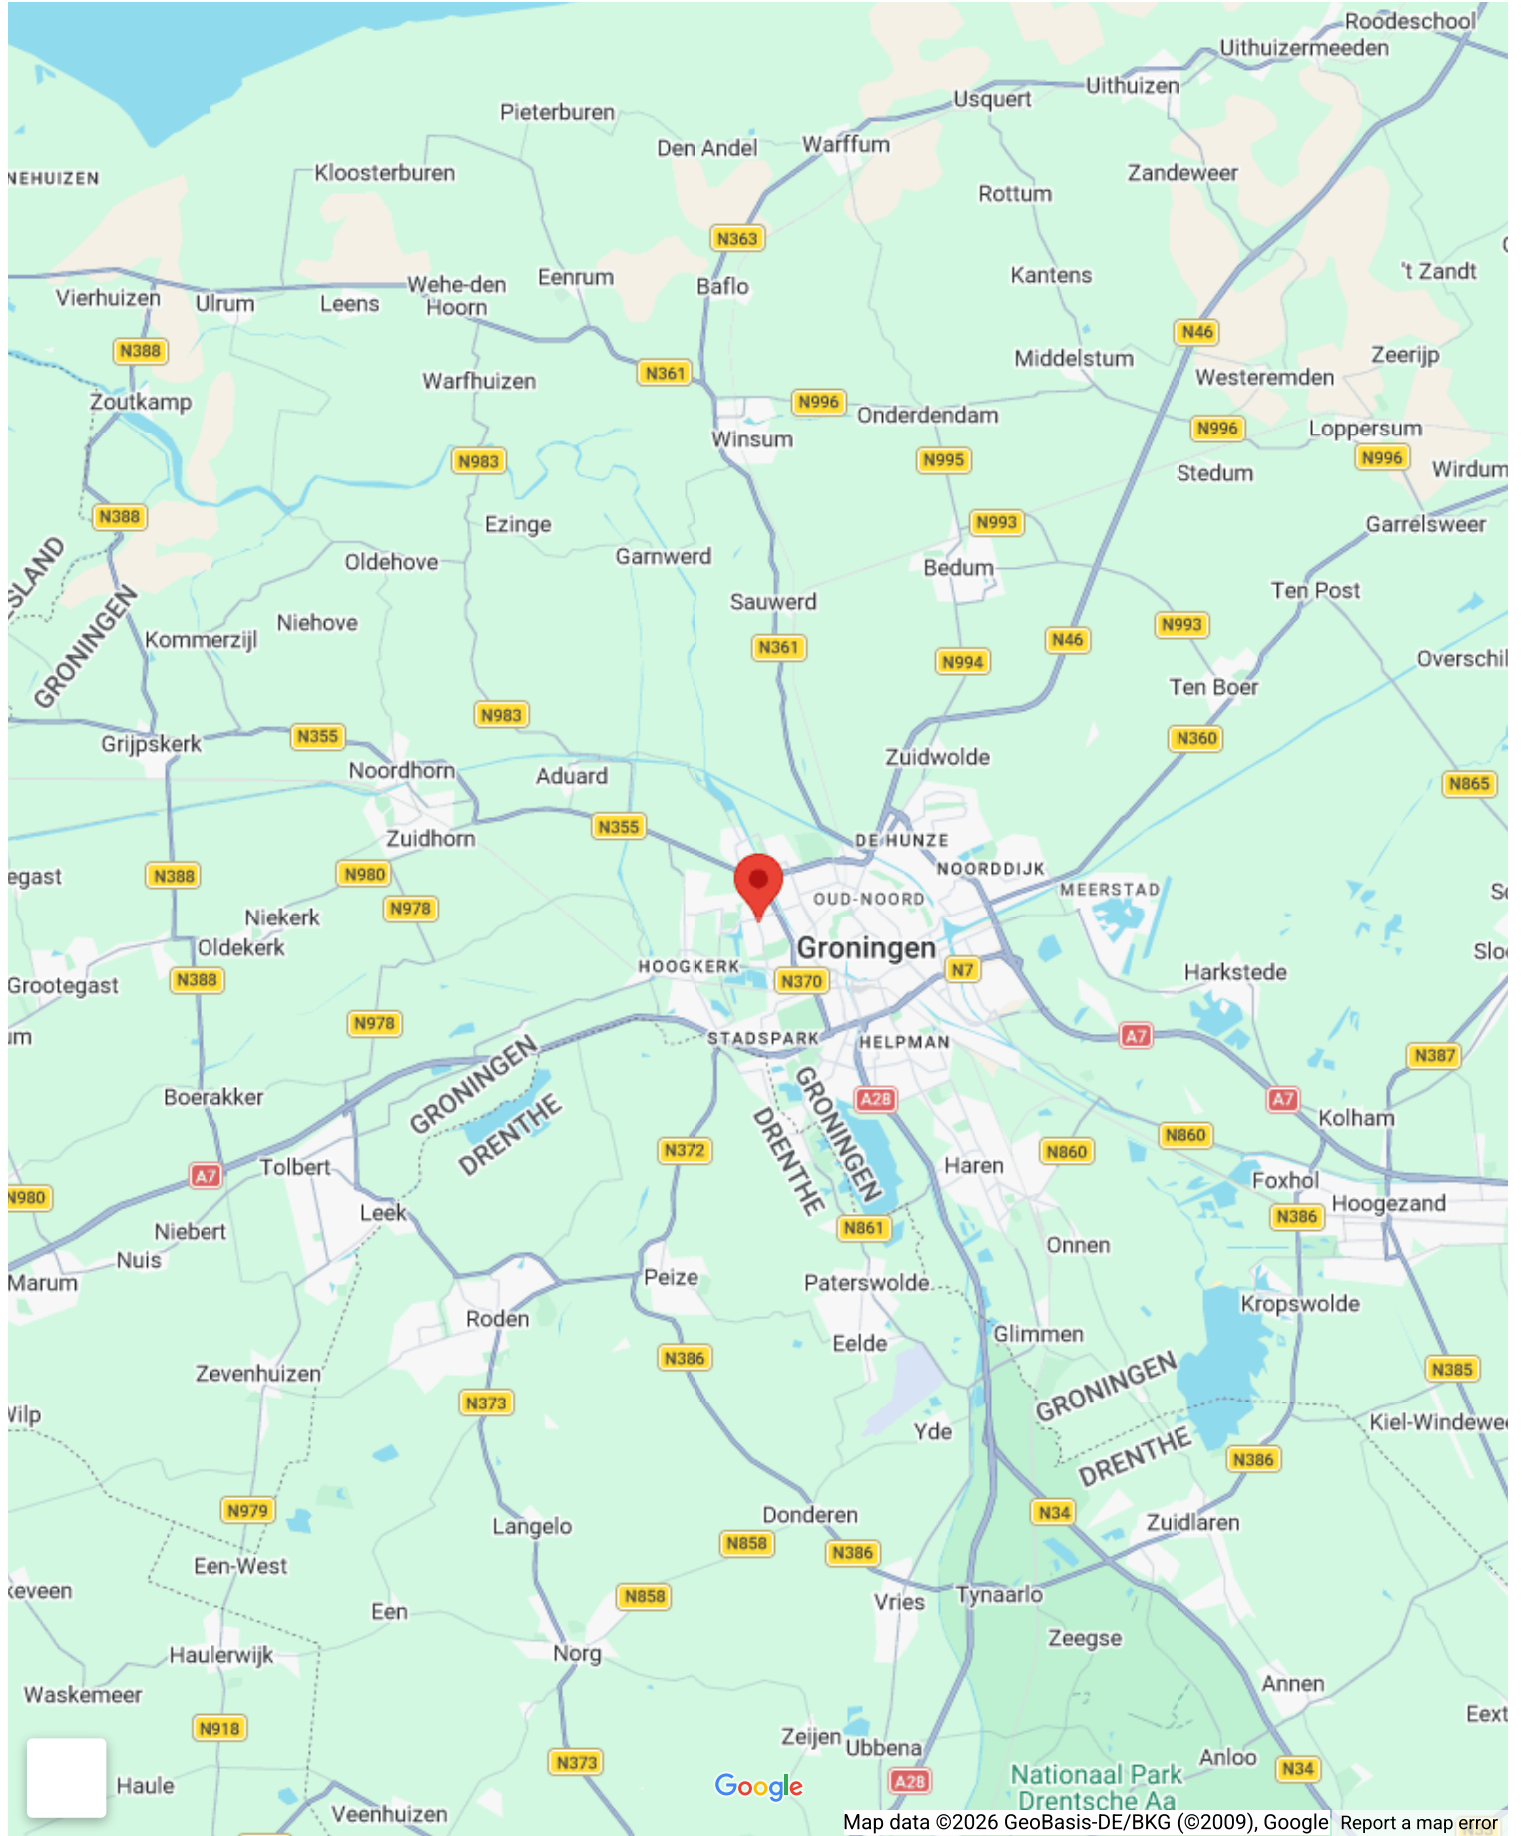 Roodeschool
Uithuizermeeden
Uithuizen
Usquert
Pieterburen
Den Andel
Warffum
Kloosterburen
NEHUIZEN
Zandeweer
Rottum
N363
Kantens
't Zandt
Eenrum
Baflo
Wehe-den
Hoorn
Vierhuizen
Ulrum
Leens
N46
N388
Zeerijp
Middelstum
N361
Westeremden
Warfhuizen
Zoutkamp
N996
Onderdendam
N996
Loppersum
Winsum
N983
N995
N996
Wirdum
Stedum
N388
Ezinge
N993
Garrelsweer
Garnwerd
Oldehove
Bedum
ESLAND
GRONINGEN
Ten Post
Sauwerd
Niehove
N993
Kommerzijl
N361
N46
N994
Overschil
Ten Boer
N983
Grijpskerk
N355
N360
Noordhorn
Aduard
Zuidwolde
N865
N355
Zuidhorn
DE HUNZE
NOORDDIJK
egast
N388
N980
MEERSTAD
OUD-NOORD
N978
Niekerk
Oldekerk
Groningen
HOOGKERK
N7
Harkstede
Sloc
Grootegast
N388
N370
N978
STADSPARK
HELPMAN
A7
N387
GRONINGEN
DRENTHE
Boerakker
GRONINGEN
DRENTHE
A28
A7
Kolham
N860
N372
N860
Tolbert
A7
Haren
Foxhol
N980
Leek
Hoogezand
N386
Niebert
N861
Onnen
Nuis
Marum
Peize
Paterswolde
Kropswolde
Roden
Glimmen
Eelde
N386
Zevenhuizen
N385
GRONINGEN
DRENTHE
N373
Wilp
Kiel-Windewee
Yde
N386
N979
N34
Langelo
Donderen
Zuidlaren
N858
N386
Een-West
keveen
N858
Tynaarlo
Vries
Een
Zeegse
Haulerwijk
Norg
Annen
Waskemeer
Eext
N918
Zeijen
Ubbena
Anloo
N373
N34
Haule
Google
A28
Nationaal Park
Drentsche Aa
Veenhuizen
Map data ©2026 GeoBasis-DE/BKG (©2009), Google
Report a map error